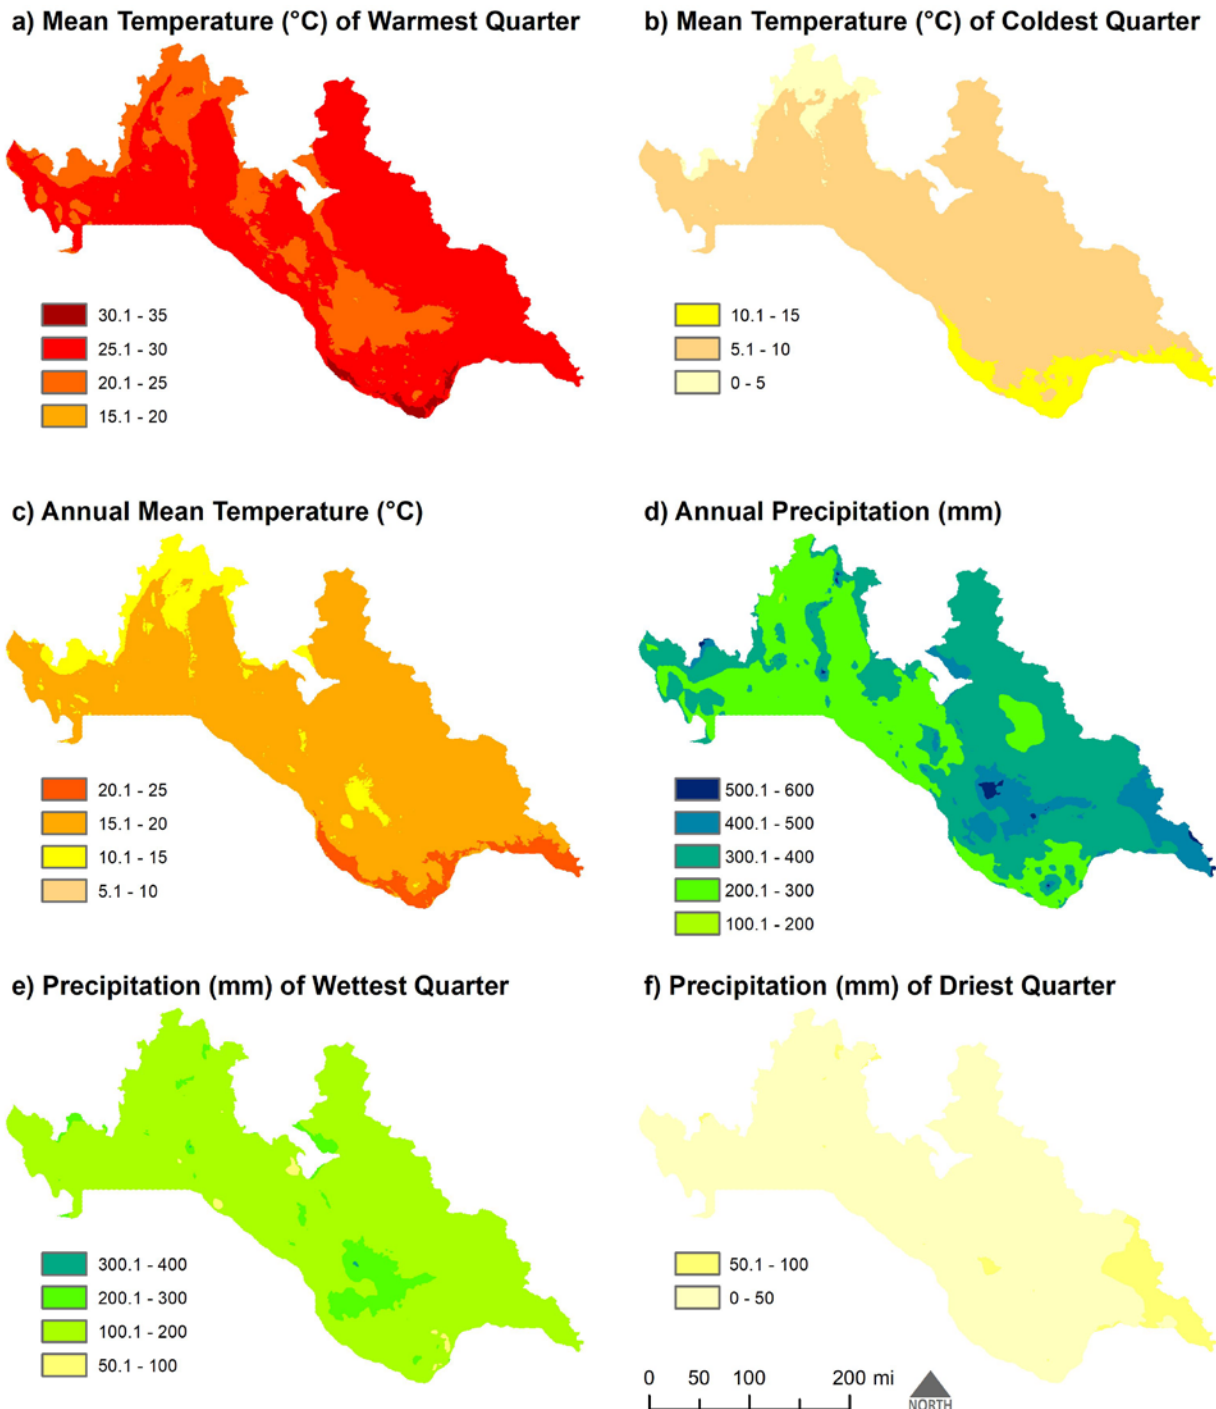 a) Mean Temperature (°C) of Warmest Quarter
b) Mean Temperature (°C) of Coldest Quarter
30.1 - 35
25.1 - 30
20.1 - 25
15.1 - 20
10.1 - 15
5.1 - 10
0 - 5
c) Annual Mean Temperature (°C)
d) Annual Precipitation (mm)
20.1 - 25
15.1 - 20
10.1 - 15
5.1 - 10
500.1 - 600
400.1 - 500
300.1 - 400
200.1 - 300
100.1 - 200
e) Precipitation (mm) of Wettest Quarter
f) Precipitation (mm) of Driest Quarter
300.1 - 400
200.1 - 300
100.1 - 200
50.1 - 100
50.1 - 100
0 - 50
0 50 100 200 mi
NORTH